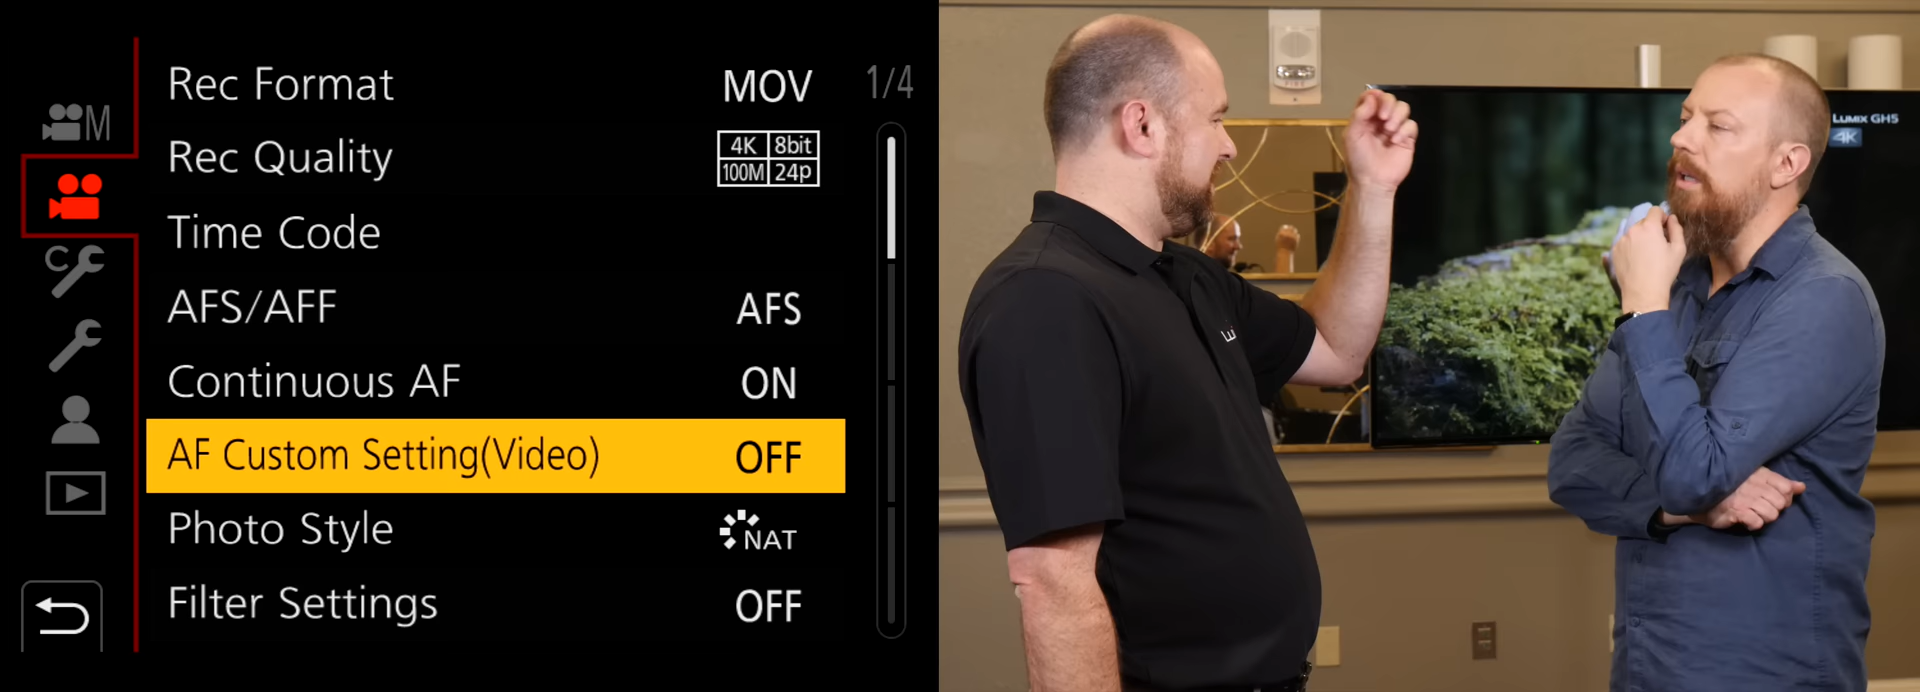 Rec Format MOV 1/4
M
Rec Quality 4K 8bit
100M 24p
Time Code
C
AFS/AFF AFS
Continuous AF ON
AF Custom Setting(Video) OFF
Photo Style NAT
Filter Settings OFF
LUMIX GH5
4K